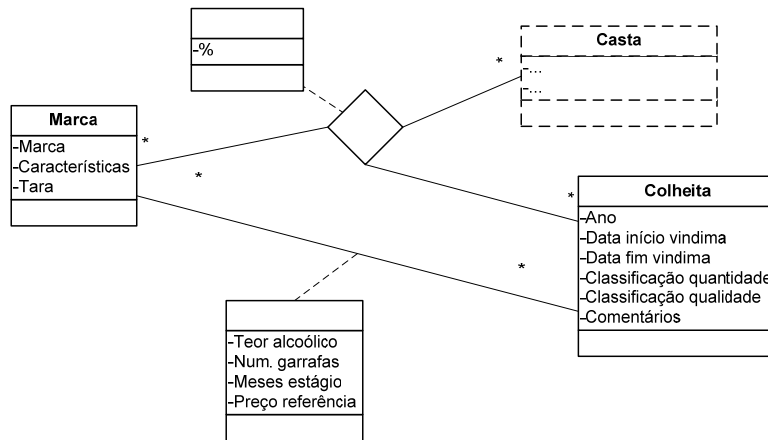 -%
Casta
*
-...
-...
Marca
-Marca
-Características
-Tara
*
*
*
Colheita
-Ano
-Data início vindima
-Data fim vindima
-Classificação quantidade
-Classificação qualidade
-Comentários
*
-Teor alcoólico
-Num. garrafas
-Meses estágio
-Preço referência